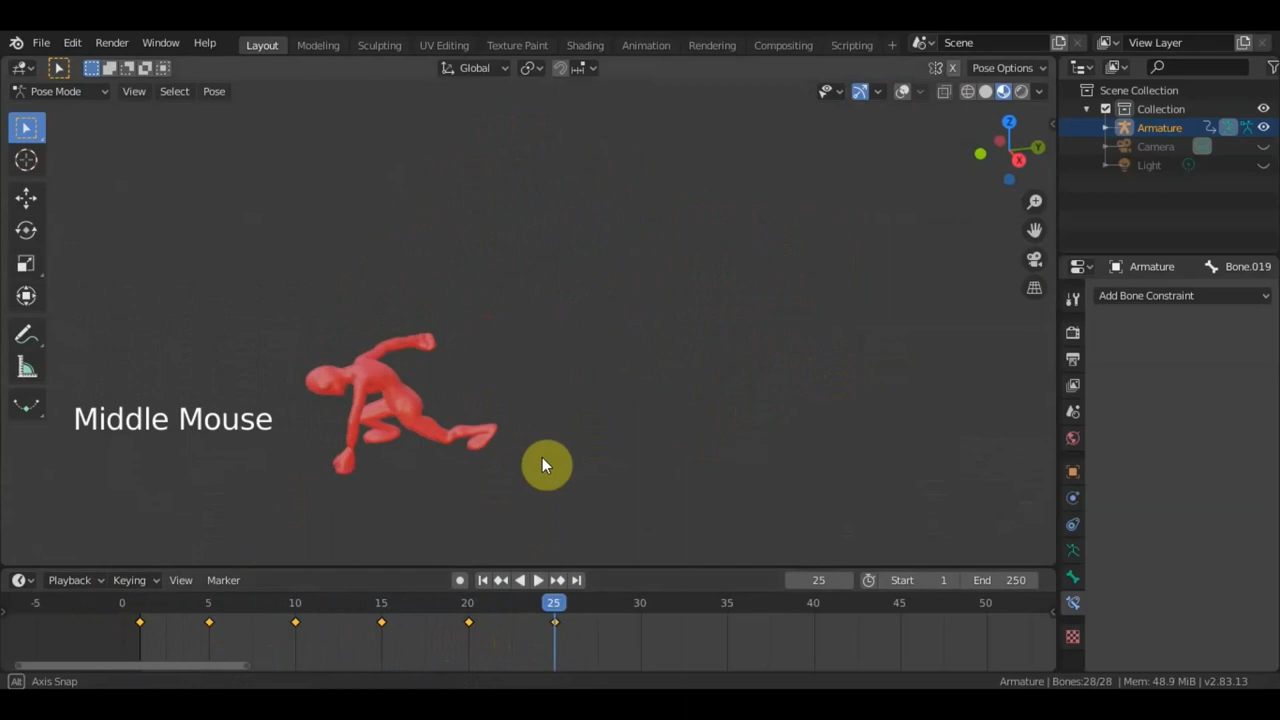 File Edit Render Window Help Layout Modeling Sculpting UV Editing Texture Paint Shading Animation Rendering Compositing Scripting + Scene View Layer
Global X Pose Options
Pose Mode View Select Pose
Scene Collection
Collection
Armature
Camera
Light
Z
Y
X
Armature Bone.019
Add Bone Constraint
Middle Mouse
Playback Keying View Marker 25 Start 1 End 250
-5 0 5 10 15 20 25 30 35 40 45 50
Alt Axis Snap Armature | Bones:28/28 | Mem: 48.9 MiB | v2.83.13